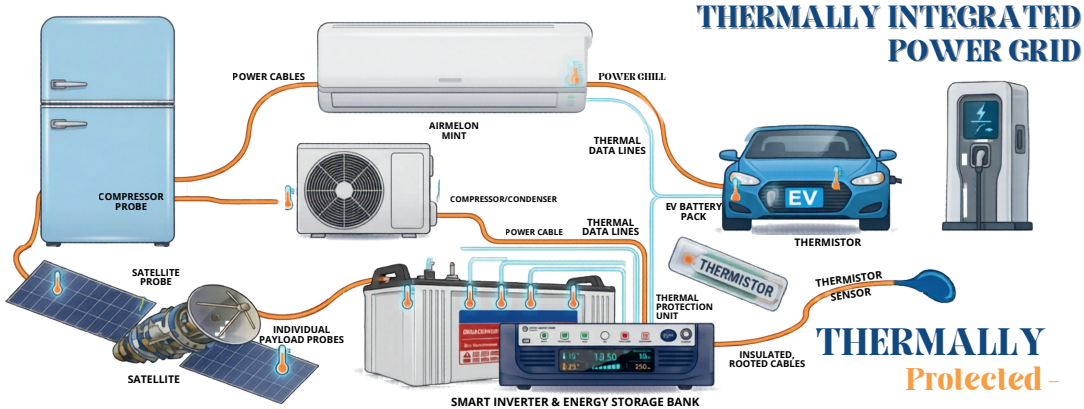 THERMALLY INTEGRATED
POWER GRID
POWER CABLES
POWER CHILL
AIRMELON
MINT
THERMAL
DATA LINES
COMPRESSOR
PROBE
COMPRESSOR/CONDENSER
EV BATTERY
PACK
EV
THERMISTOR
POWER CABLE
THERMAL
DATA LINES
THERMISTOR
SATELLITE
PROBE
THERMISTOR
SENSOR
THERMAL
PROTECTION
UNIT
INDIVIDUAL
PAYLOAD PROBES
13:50
INSULATED,
ROOTED CABLES
SATELLITE
SMART INVERTER & ENERGY STORAGE BANK
THERMALLY
Protected -